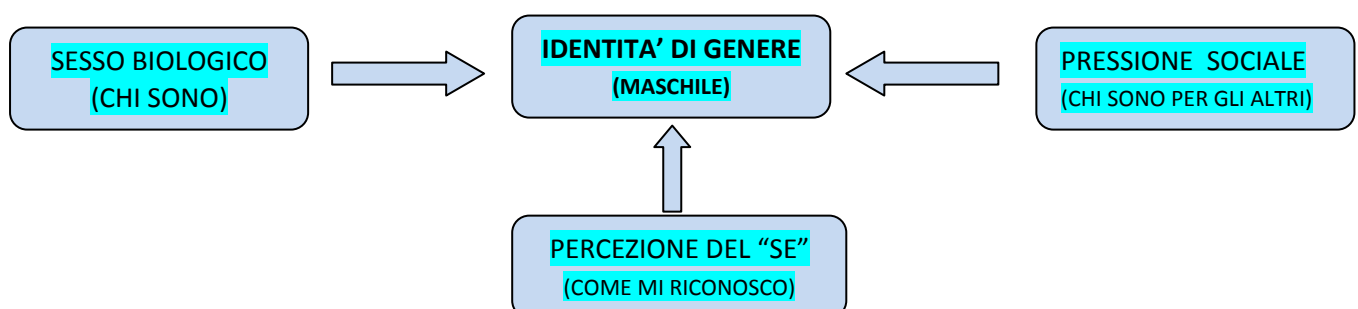 SESSO BIOLOGICO
(CHI SONO)
IDENTITA’ DI GENERE
(MASCHILE)
PRESSIONE  SOCIALE
(CHI SONO PER GLI ALTRI)
PERCEZIONE DEL “SE”
(COME MI RICONOSCO)